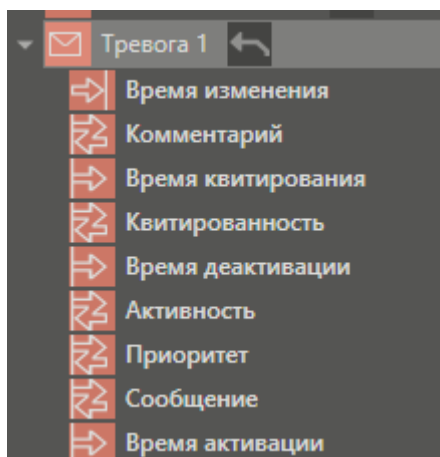 Тревога 1
Время изменения
Комментарий
Время квитирования
Квитированность
Время деактивации
Активность
Приоритет
Сообщение
Время активации